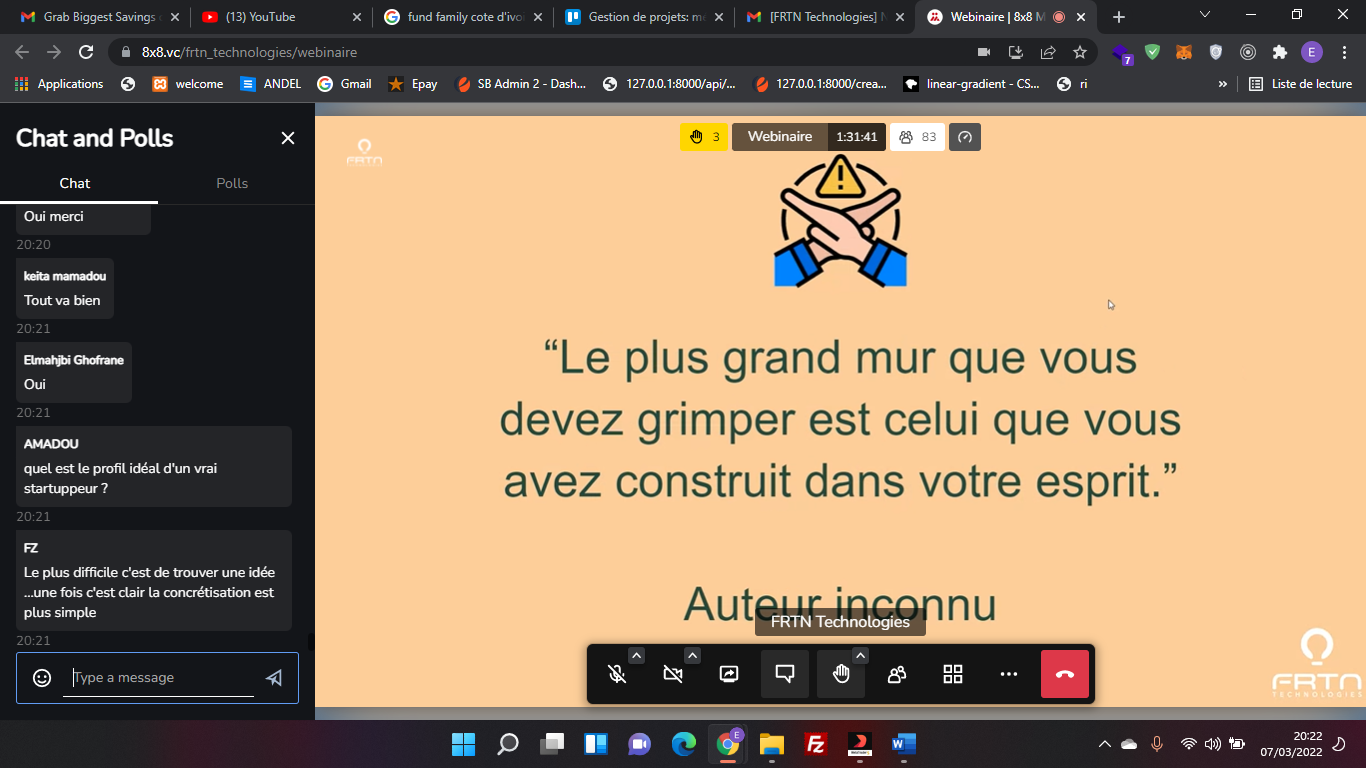 Grab Biggest Savings
(13) YouTube
fund family cote d'ivo
Gestion de projets: m
[FRTN Technologies]
Webinaire | 8x8 M
8x8.vc/frtn_technologies/webinaire
7
E
Applications
welcome
ANDEL
Gmail
Epay
SB Admin 2 - Dash...
127.0.0.1:8000/api/...
127.0.0.1:8000/crea...
linear-gradient - CS...
ri
»
Liste de lecture
Chat and Polls
Chat
Polls
Oui merci
20:20
keita mamadou
Tout va bien
20:21
Elmahjbi Ghofrane
Oui
20:21
AMADOU
quel est le profil idéal d'un vrai
startuppeur ?
20:21
FZ
Le plus difficile c'est de trouver une idée
...une fois c'est clair la concrétisation est
plus simple
20:21
Type a message
FRTN
3
Webinaire
1:31:41
83
“Le plus grand mur que vous
devez grimper est celui que vous
avez construit dans votre esprit.”
Auteur inconnu
FRTN Technologies
FRTN
TECHNOLOGIES
E
Fz
W
20:22
07/03/2022